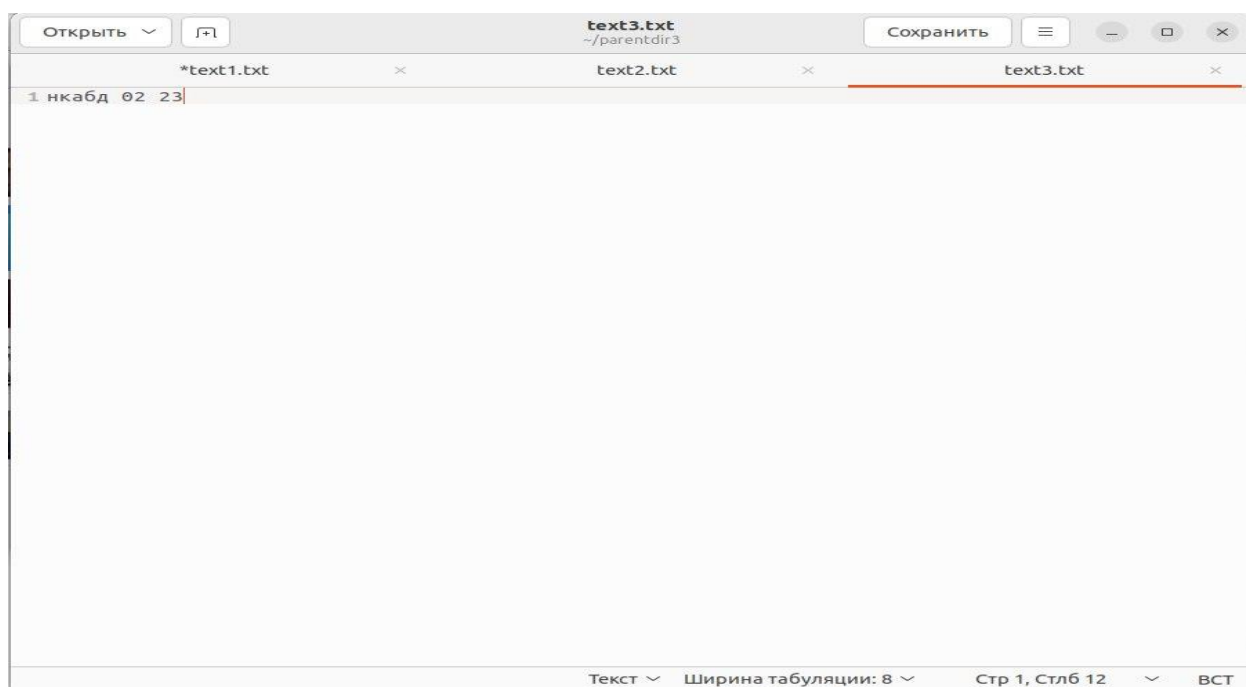 Открыть
text3.txt
~/parentdir3
Сохранить
*text1.txt
text2.txt
text3.txt
1 нкабд 02 23
Текст
Ширина табуляции: 8
Стр 1, Стлб 12
ВСТ